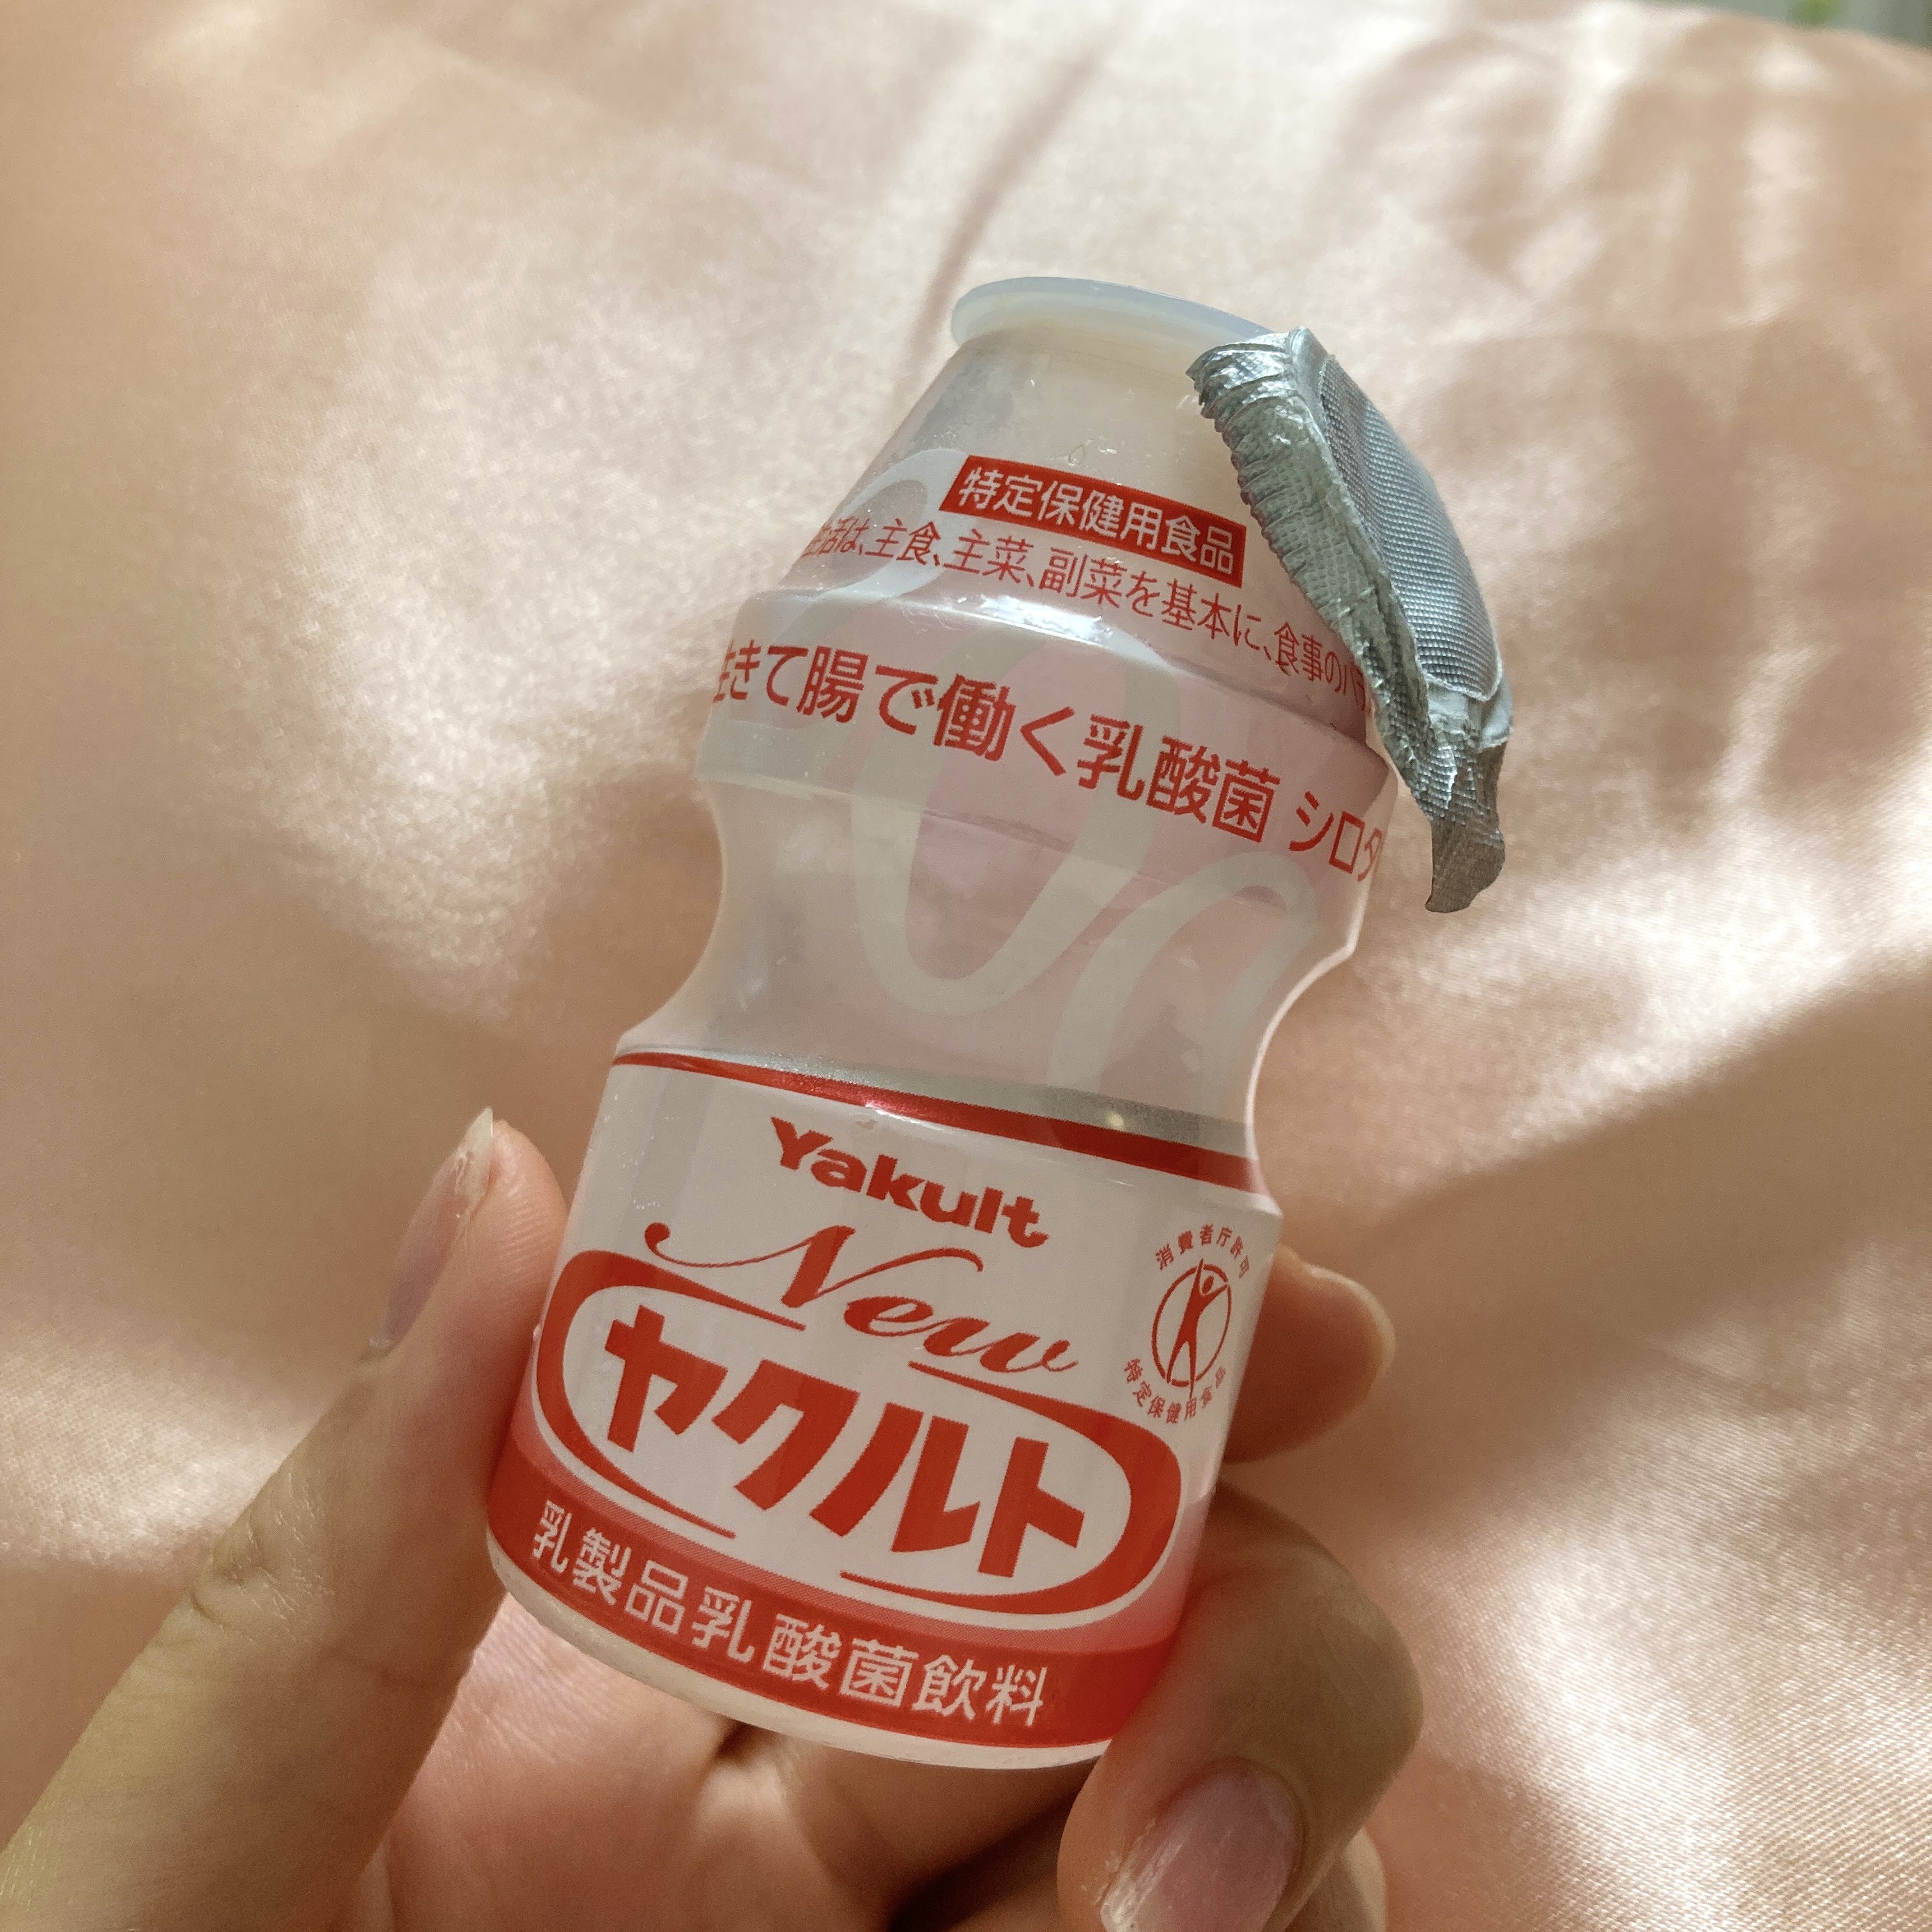 特定保健用食品
生活は、主食、主菜、副菜を基本に、食事のバラ
生きて腸で働く乳酸菌 シロタ
Yakult
New
ヤクルト
消費者庁許可
特定保健用食品
乳製品乳酸菌飲料